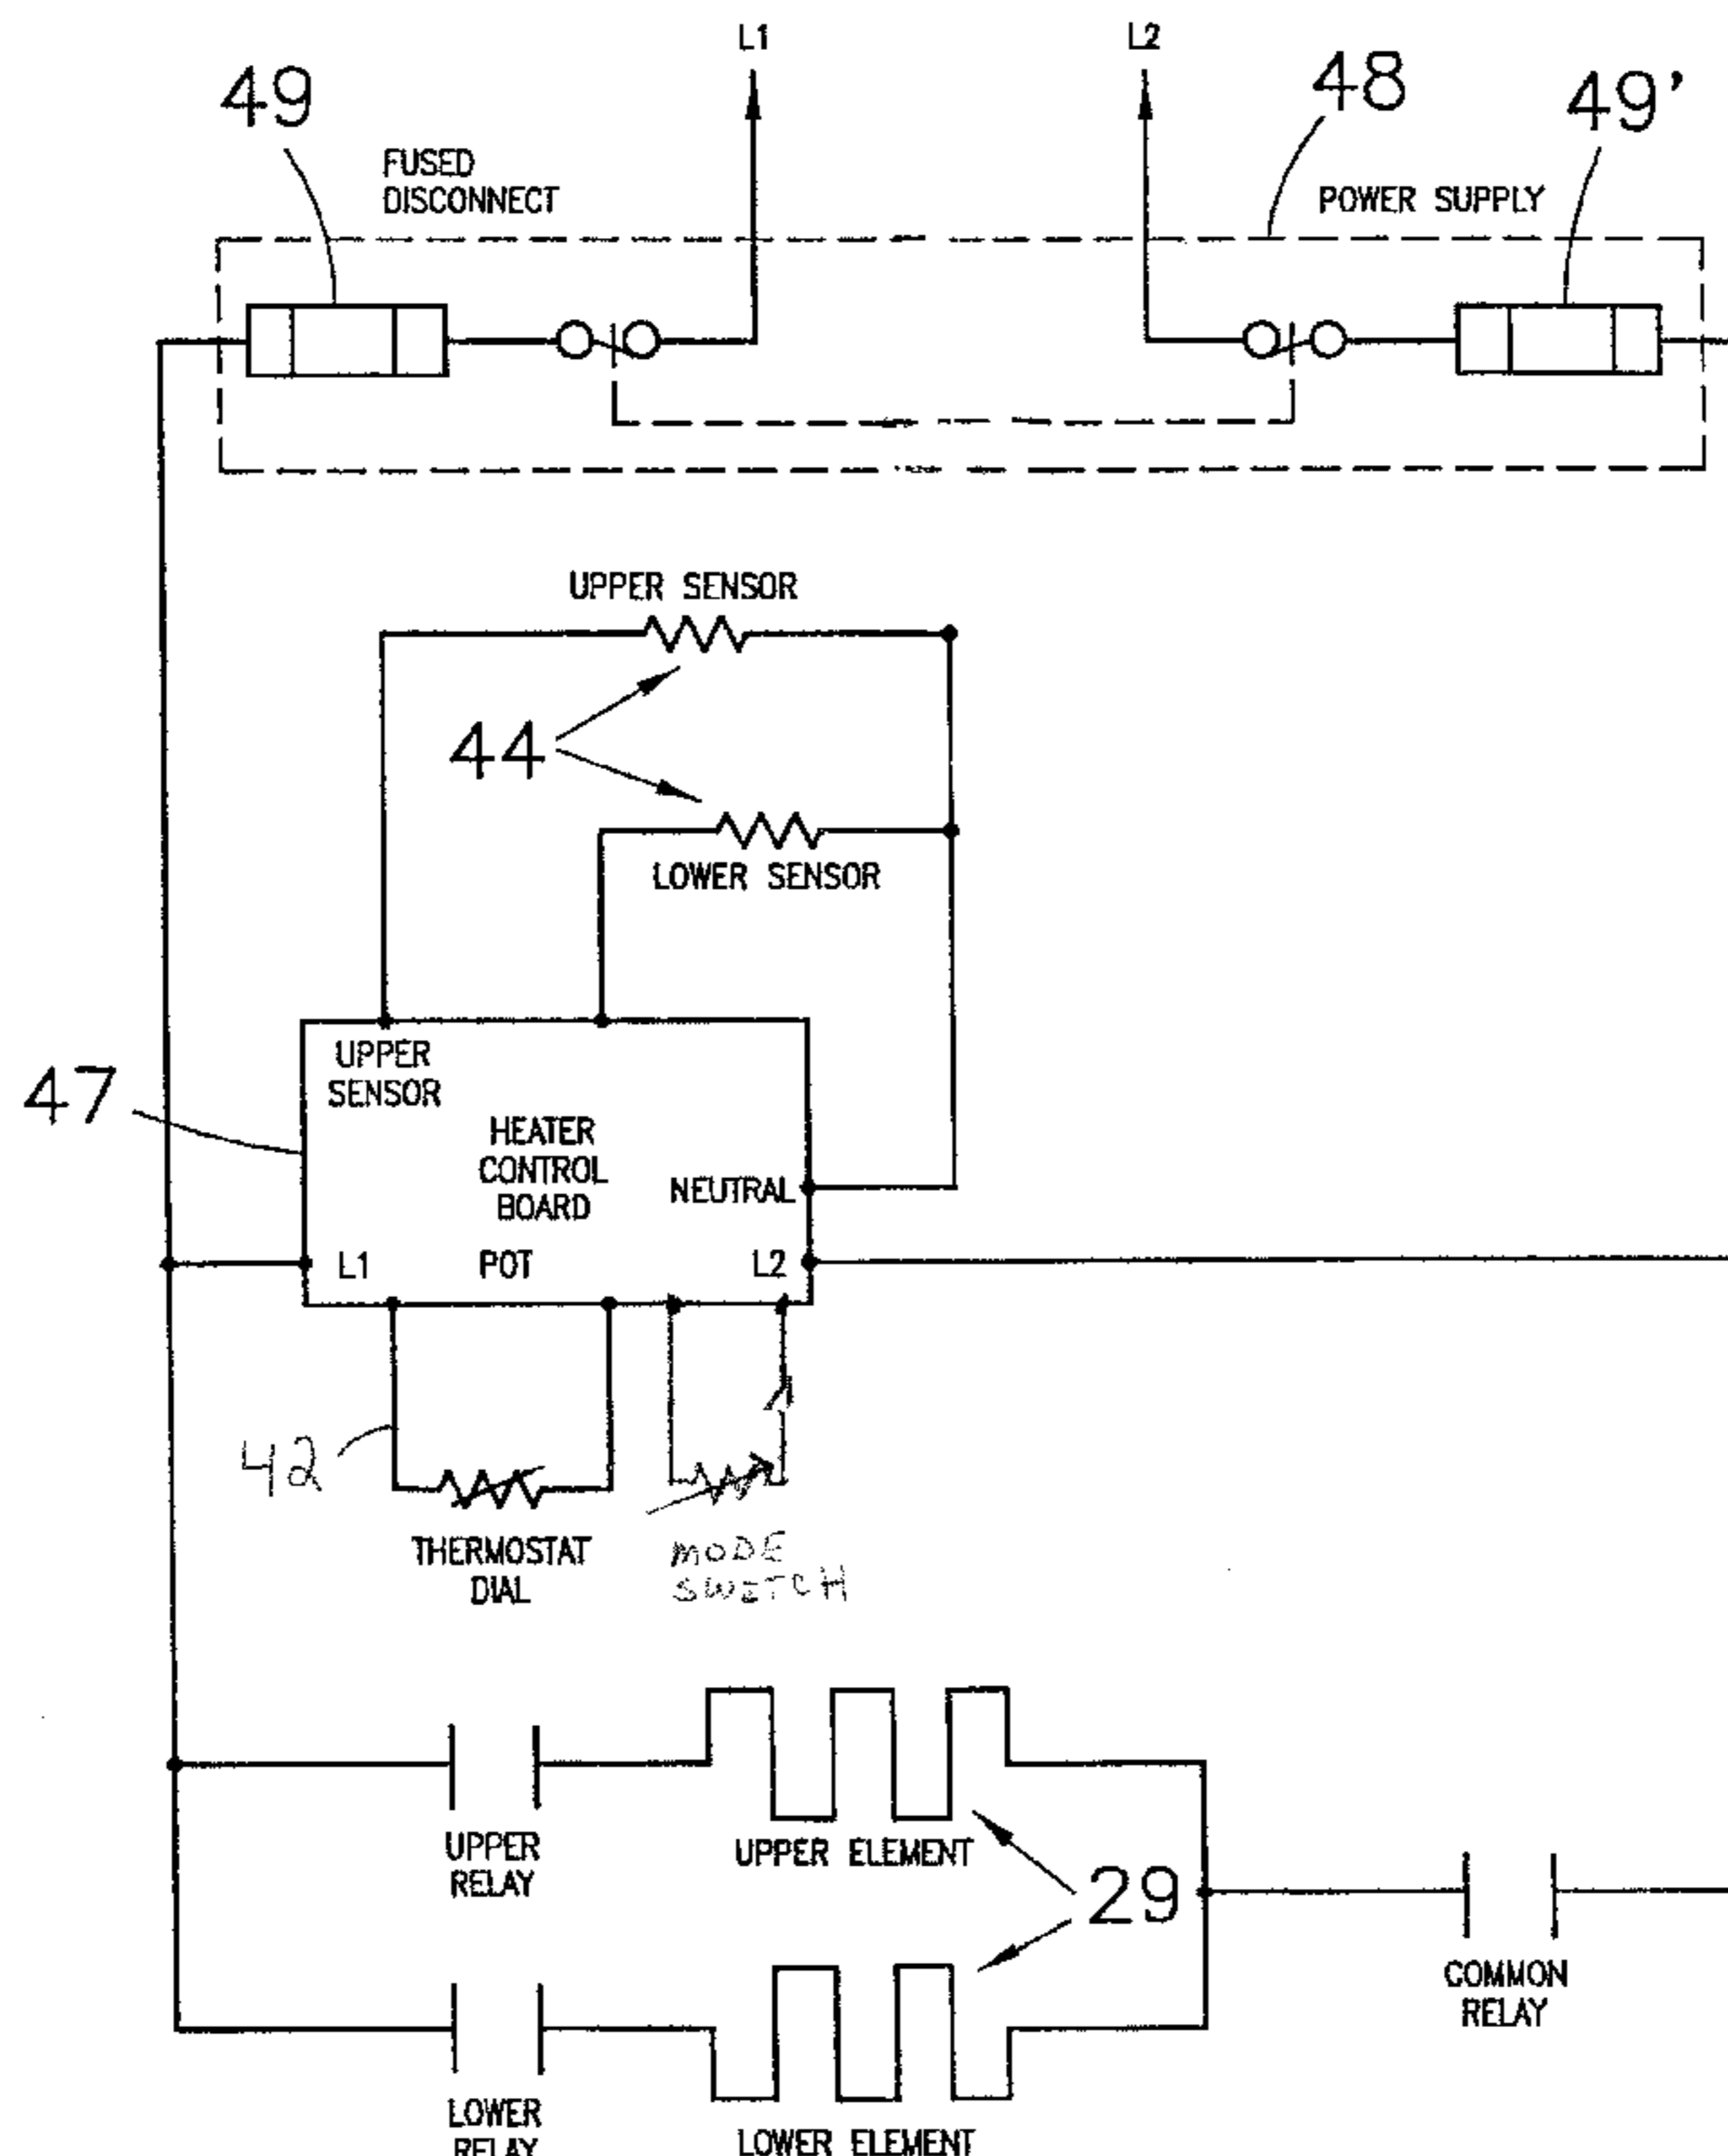 L1
L2
49
48
49'
FUSED
DISCONNECT
POWER SUPPLY
UPPER SENSOR
44
LOWER SENSOR
UPPER
SENSOR
47
HEATER
CONTROL
BOARD
NEUTRAL
L1
POT
L2
42
THERMOSTAT
DIAL
MODE
SWITCH
UPPER
RELAY
UPPER ELEMENT
29
COMMON
RELAY
LOWER
RELAY
LOWER ELEMENT